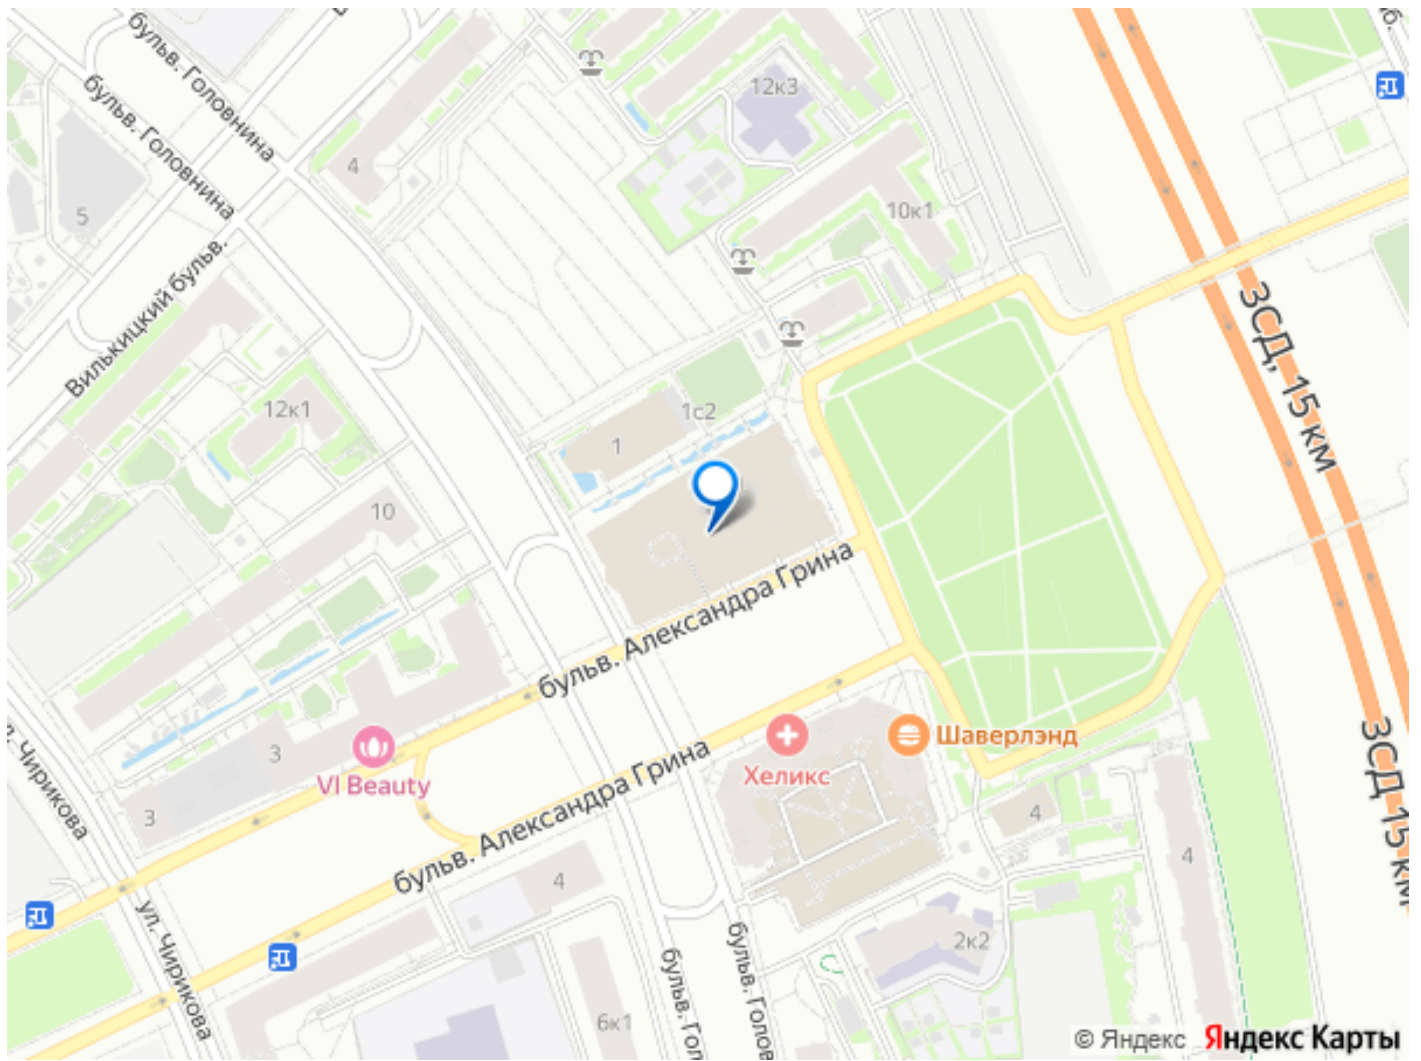 бульв. Головнина
бульв. Головнина
12к3
4
5
10к1
Вилькицкий бульв.
ЗСД, 15 км
12к1
1с2
1
10
бульв. Александра Грина
3
VI Beauty
Хеликс
Шаверлэнд
ЗСД 15 км
3
ул. Чирикова
бульв. Александра Грина
4
4
4
ул. Чирикова
2к2
бульв. Гол
бульв. Голов
6к1
© Яндекс Яндекс Карты